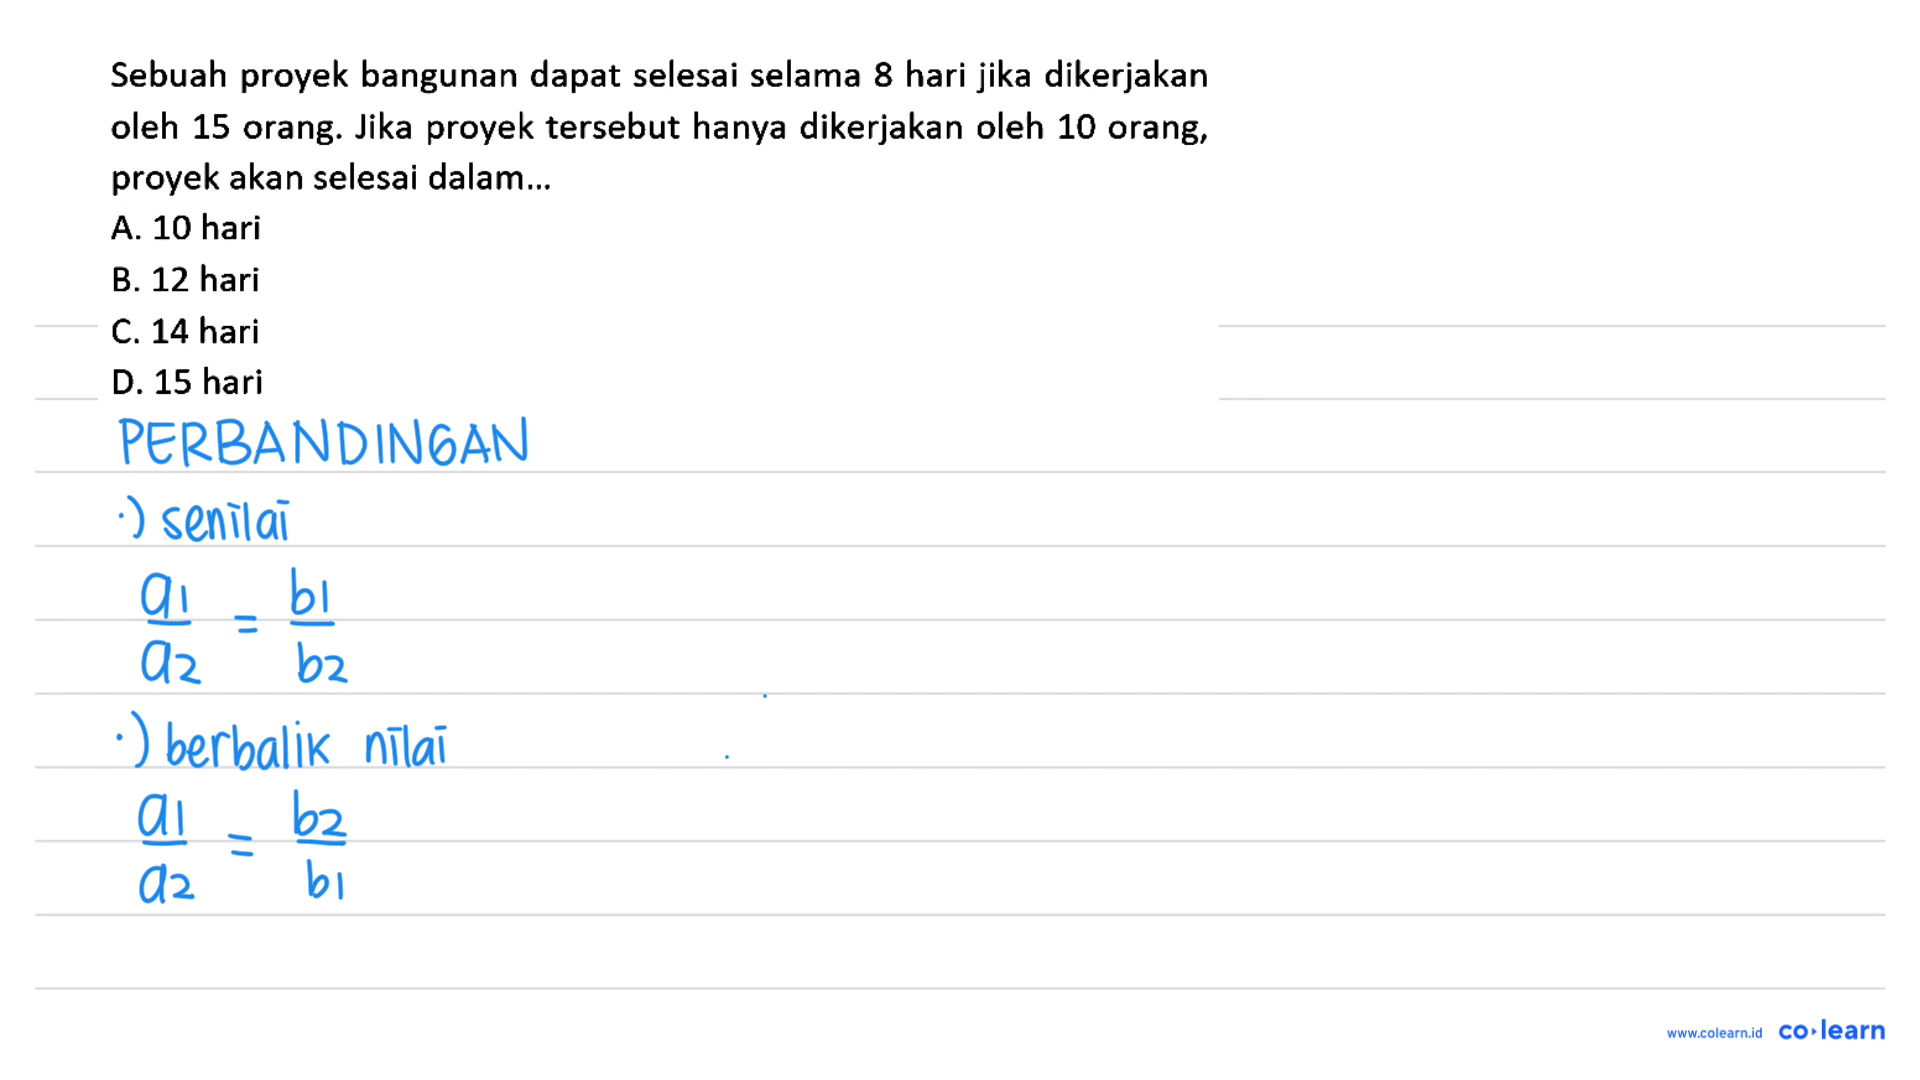 Sebuah proyek bangunan dapat selesai selama 8 hari jika dikerjakan
oleh 15 orang. Jika proyek tersebut hanya dikerjakan oleh 10 orang,
proyek akan selesai dalam...
A. 10 hari
B. 12 hari
C. 14 hari
D. 15 hari
PERBANDINGAN
·) senilai
a1 = b1
a2 b2
·) berbalik nilai
a1 = b2
a2 b1
www.colearn.id co·learn